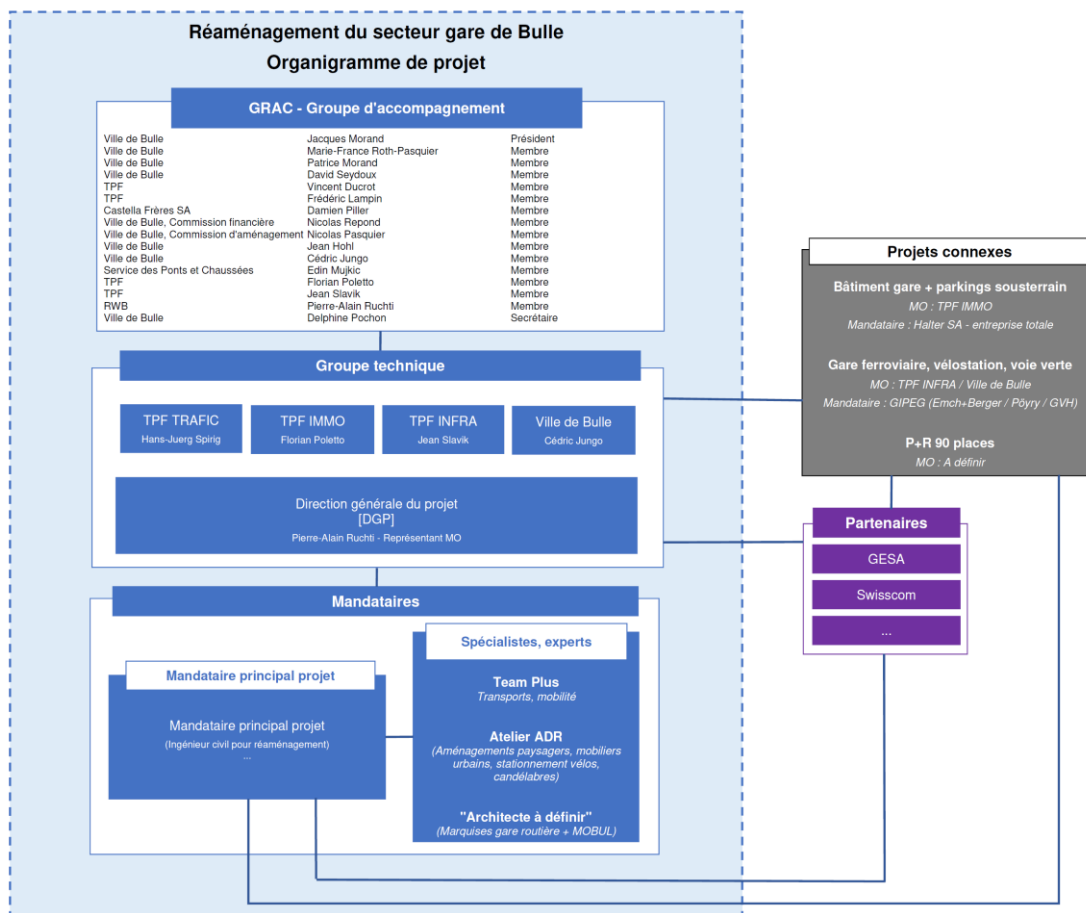 Réaménagement du secteur gare de Bulle
Organigramme de projet
GRAC - Groupe d'accompagnement
Ville de Bulle Jacques Morand Président
Ville de Bulle Marie-France Roth-Pasquier Membre
Ville de Bulle Patrice Morand Membre
Ville de Bulle David Seydoux Membre
TPF Vincent Ducrot Membre
TPF Frédéric Lampin Membre
Castella Frères SA Damien Piller Membre
Ville de Bulle, Commission financière Nicolas Repond Membre
Ville de Bulle, Commission d'aménagement Nicolas Pasquier Membre
Ville de Bulle Jean Hohl Membre
Ville de Bulle Cédric Jungo Membre
Service des Ponts et Chaussées Edin Mujkic Membre
TPF Florian Poletto Membre
TPF Jean Slavik Membre
RWB Pierre-Alain Ruchti Membre
Ville de Bulle Delphine Pochon Secrétaire
Groupe technique
TPF TRAFIC
Hans-Juerg Spirig
TPF IMMO
Florian Poletto
TPF INFRA
Jean Slavik
Ville de Bulle
Cédric Jungo
Direction générale du projet
[DGP]
Pierre-Alain Ruchti - Représentant MO
Mandataires
Mandataire principal projet
Mandataire principal projet
(Ingénieur civil pour réaménagement)
...
Spécialistes, experts
Team Plus
Transports, mobilité
Atelier ADR
(Aménagements paysagers, mobiliers
urbains, stationnement vélos,
candélabres)
"Architecte à définir"
(Marquises gare routière + MOBUL)
Projets connexes
Bâtiment gare + parkings sousterrain
MO : TPF IMMO
Mandataire : Halter SA - entreprise totale
Gare ferroviaire, vélostation, voie verte
MO : TPF INFRA / Ville de Bulle
Mandataire : GIPEG (Emch+Berger / Pöyry / GVH)
P+R 90 places
MO : A définir
Partenaires
GESA
Swisscom
...